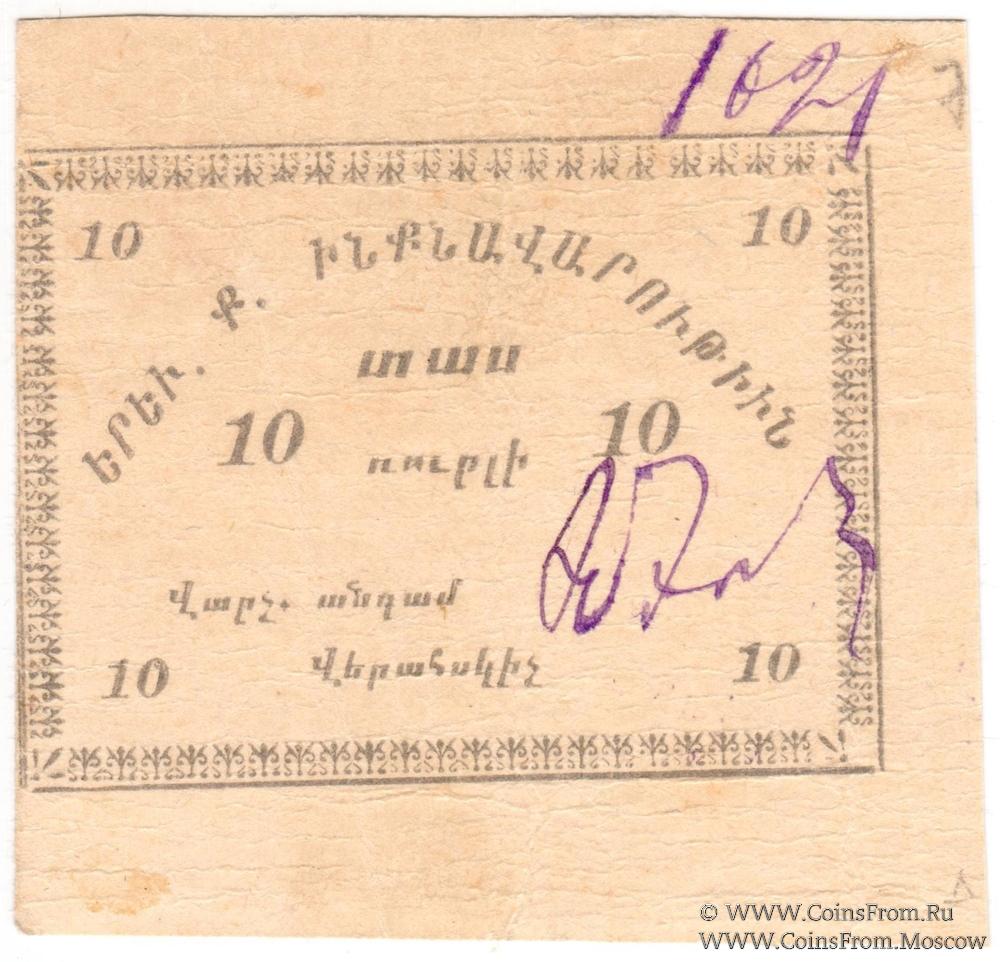 1021
10 10
ԵՐԵՒ. Ք. ԻՆՔՆԱՎԱՐՈՒԹԻՒՆ
տաս
10 10
ռուբլի
Վարչ. անդամ
Վերահսկիչ
10 10
© WWW.CoinsFrom.Ru
WWW.CoinsFrom.Moscow